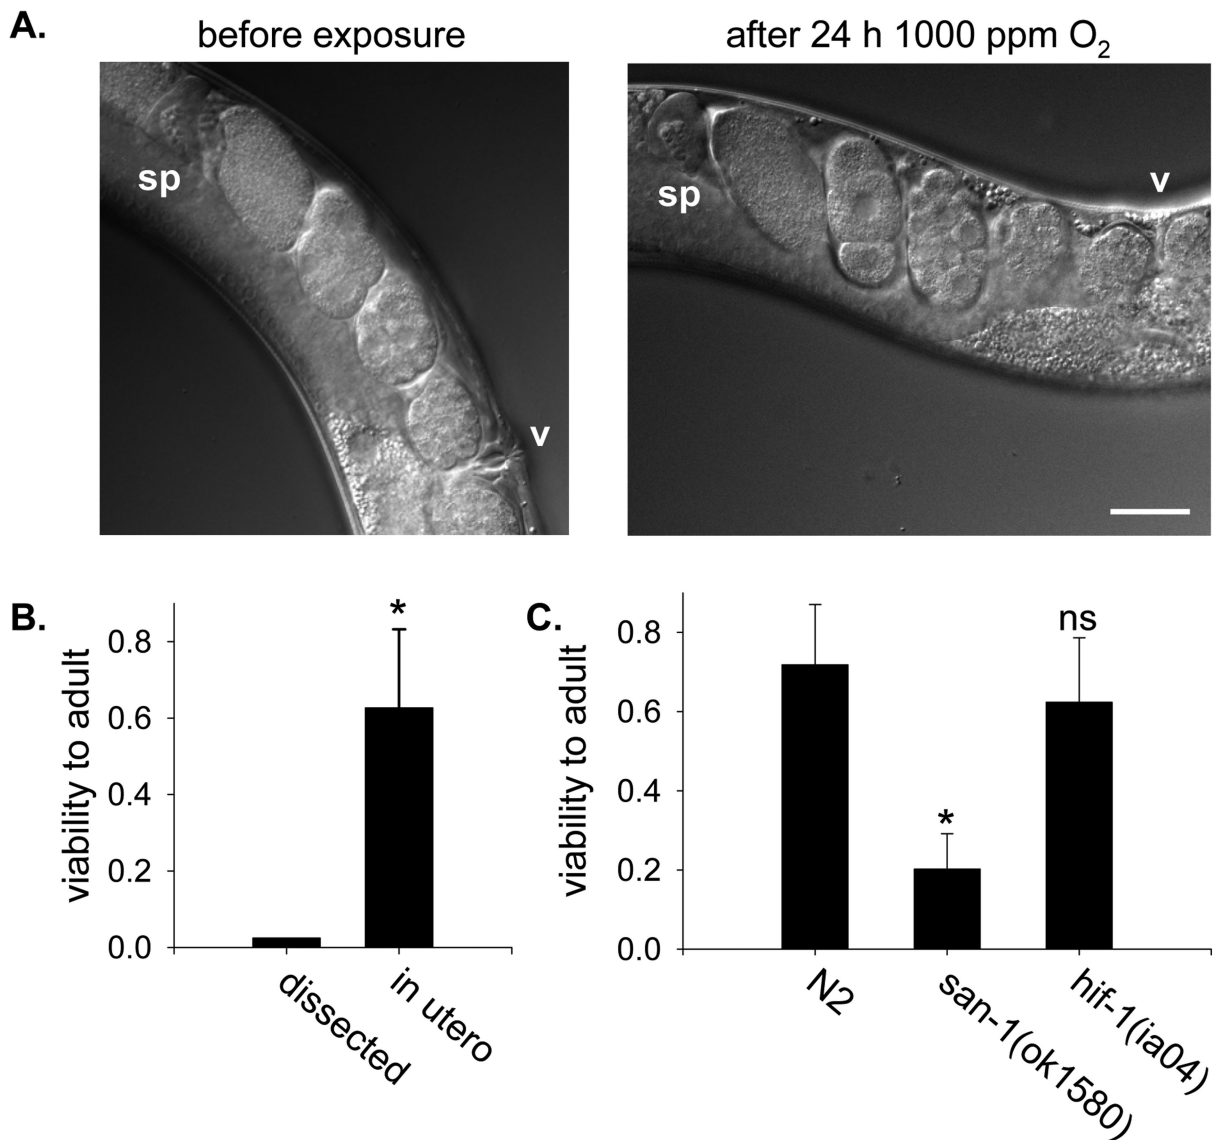 A.
before exposure
after 24 h 1000 ppm O₂
sp
v
sp
v
B.
viability to adult
0.8
0.6
0.4
0.2
0.0
*
dissected
in utero
C.
viability to adult
0.8
0.6
0.4
0.2
0.0
*
ns
N2
san-1(ok1580)
hif-1(ia04)